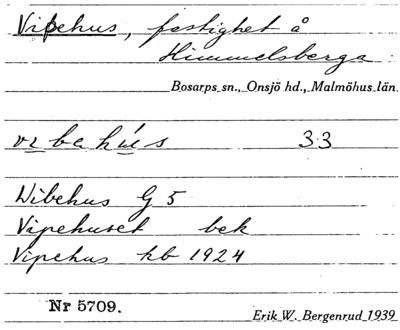 Vipehus, fastighet å
Himmelsberga
Bosarps sn., Onsjö hd., Malmöhus län.
vibahús 33
Wibehus G 5
Vipehuset bek
Vipehus kb 1924
Nr 5709.
Erik W. Bergenrud 1939